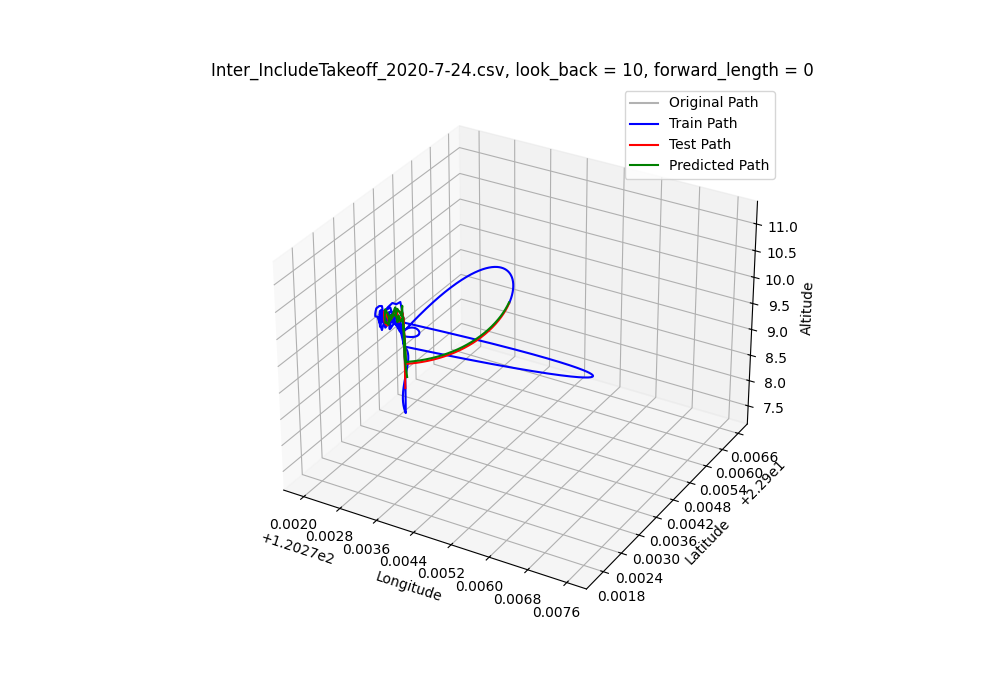 Inter_IncludeTakeoff_2020-7-24.csv, look_back = 10, forward_length = 0
Original Path
Train Path
Test Path
Predicted Path
11.0
10.5
10.0
9.5
9.0
8.5
8.0
7.5
Altitude
0.0066
0.0060
0.0054
0.0048
0.0042
0.0036
0.0030
0.0024
0.0018
+2.29e1
Latitude
0.0020
0.0028
0.0036
0.0044
0.0052
0.0060
0.0068
0.0076
+1.2027e2
Longitude